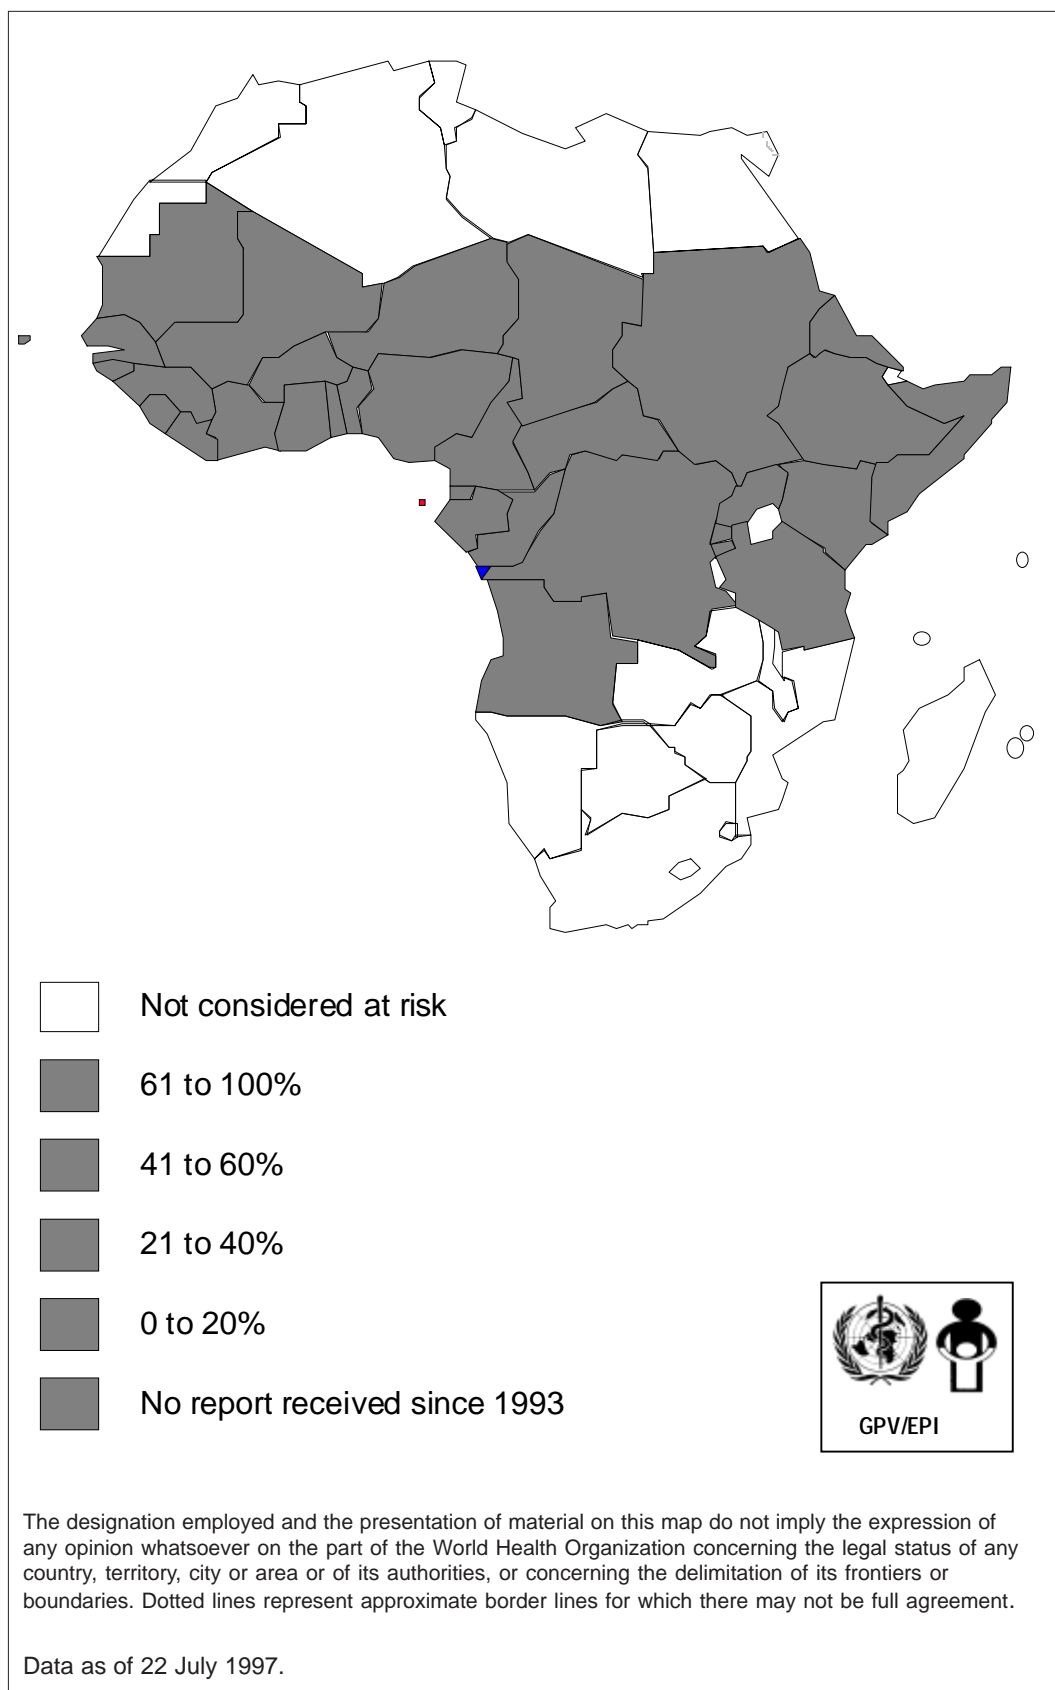 Not considered at risk
61 to 100%
41 to 60%
21 to 40%
0 to 20%
No report received since 1993
GPV/EPI
The designation employed and the presentation of material on this map do not imply the expression of
any opinion whatsoever on the part of the World Health Organization concerning the legal status of any
country, territory, city or area or of its authorities, or concerning the delimitation of its frontiers or
boundaries. Dotted lines represent approximate border lines for which there may not be full agreement.
Data as of 22 July 1997.